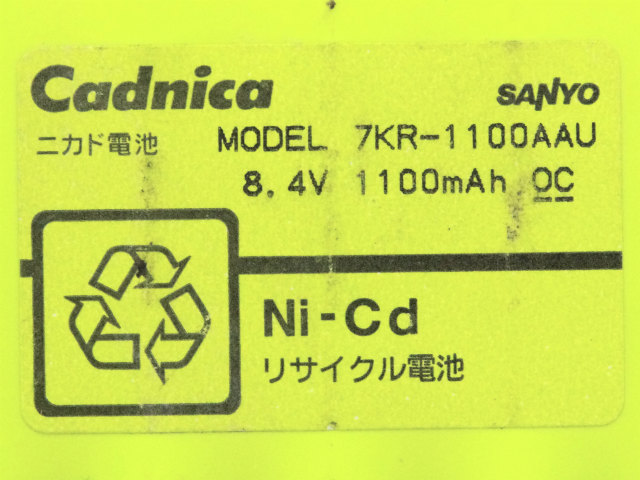 Cadnica SANYO
ニカド電池 MODEL 7KR-1100AAU
8.4V 1100mAh OC
Ni-Cd
リサイクル電池